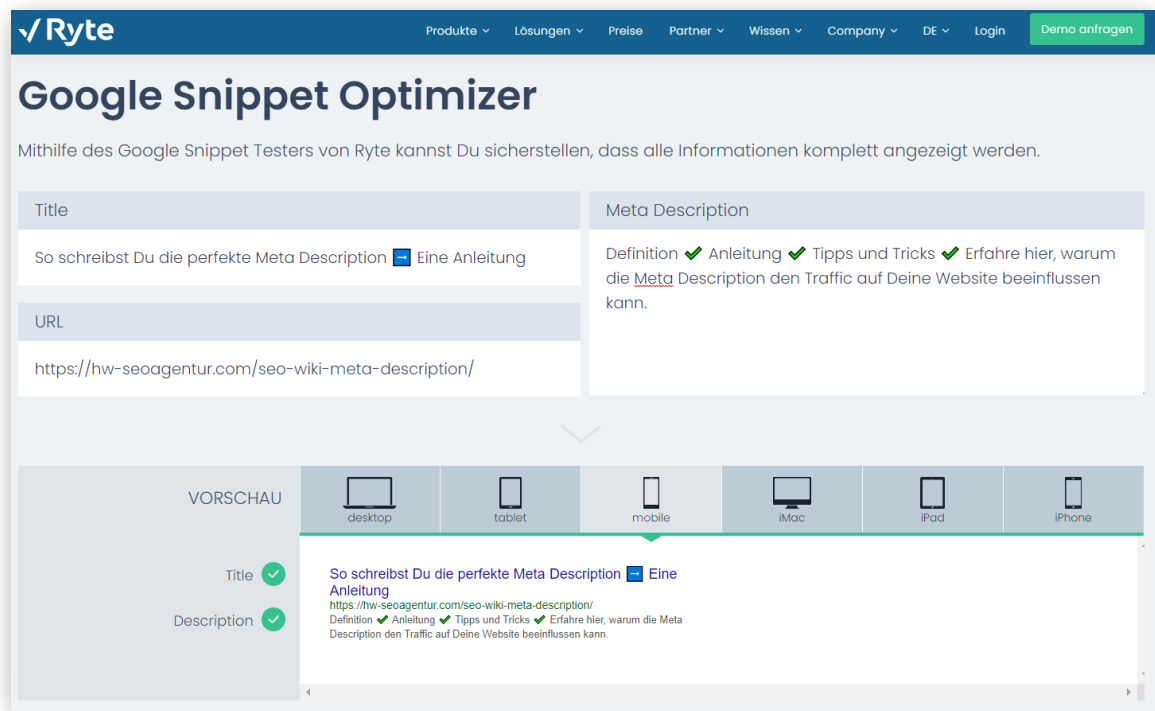 Ryte
Produkte Lösungen Preise Partner Wissen Company DE Login Demo anfragen
Google Snippet Optimizer
Mithilfe des Google Snippet Testers von Ryte kannst Du sicherstellen, dass alle Informationen komplett angezeigt werden.
Title
So schreibst Du die perfekte Meta Description ➡️ Eine Anleitung
URL
https://hw-seoagentur.com/seo-wiki-meta-description/
Meta Description
Definition ✔ Anleitung ✔ Tipps und Tricks ✔ Erfahre hier, warum
die Meta Description den Traffic auf Deine Website beeinflussen
kann.
VORSCHAU
desktop tablet mobile iMac iPad iPhone
Title
Description
So schreibst Du die perfekte Meta Description ➡️ Eine
Anleitung
https://hw-seoagentur.com/seo-wiki-meta-description/
Definition ✔ Anleitung ✔ Tipps und Tricks ✔ Erfahre hier, warum die Meta
Description den Traffic auf Deine Website beeinflussen kann.